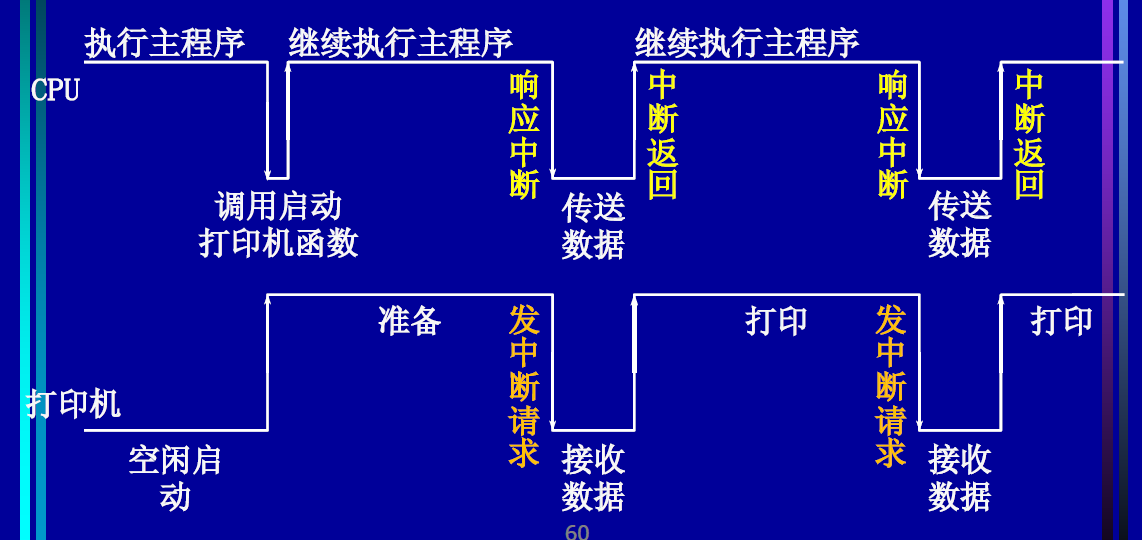 执行主程序
继续执行主程序
继续执行主程序
CPU
响应中断
中断返回
响应中断
中断返回
调用启动
打印机函数
传送
数据
传送
数据
准备
发中断请求
打印
发中断请求
打印
打印机
空闲启
动
接收
数据
接收
数据
60